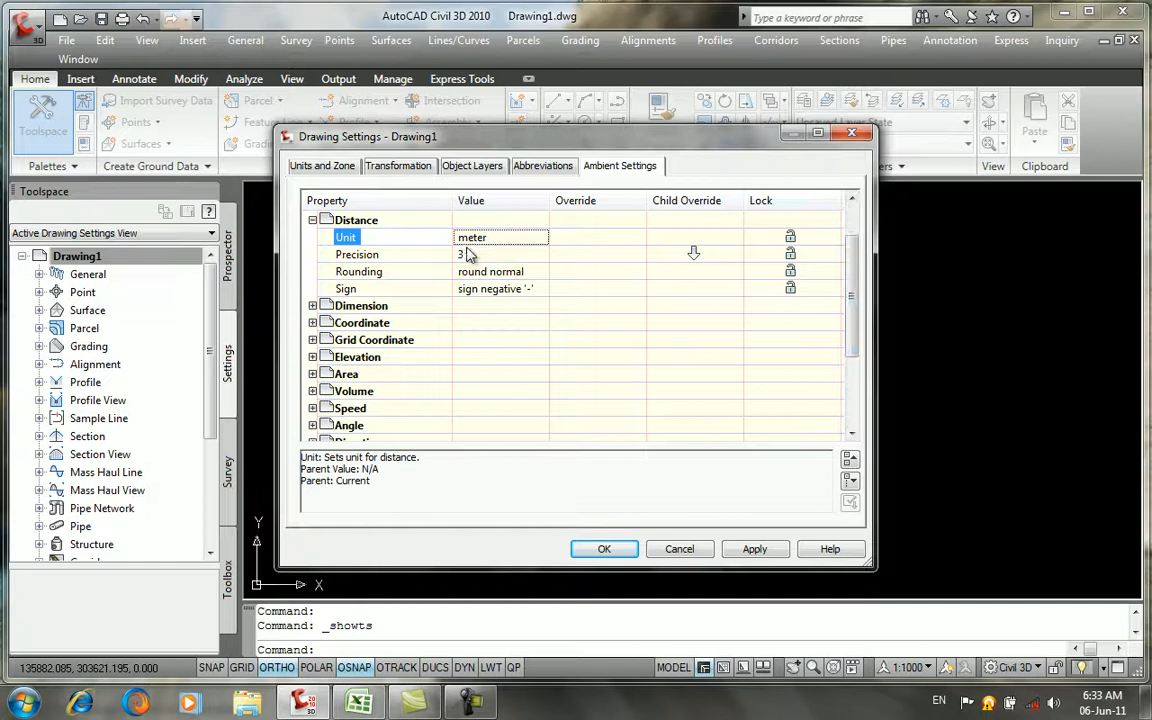 AutoCAD Civil 3D 2010 Drawing1.dwg
Type a keyword or phrase
File Edit View Insert General Survey Points Surfaces Lines/Curves Parcels Grading Alignments Profiles Corridors Sections Pipes Annotation Express Inquiry
Window
Home Insert Annotate Modify Analyze View Output Manage Express Tools
Toolspace
Import Survey Data
Points
Surfaces
Parcel
Alignment
Intersection
Paste
Palettes
Create Ground Data
View
Clipboard
Drawing Settings - Drawing1
Units and Zone Transformation Object Layers Abbreviations Ambient Settings
Property Value Override Child Override Lock
Distance
Unit meter
Precision 3
Rounding round normal
Sign sign negative '-'
Dimension
Coordinate
Grid Coordinate
Elevation
Area
Volume
Speed
Angle
Unit: Sets unit for distance.
Parent Value: N/A
Parent: Current
OK Cancel Apply Help
Toolspace
Active Drawing Settings View
Drawing1
General
Point
Surface
Parcel
Grading
Alignment
Profile
Profile View
Sample Line
Section
Section View
Mass Haul Line
Mass Haul View
Pipe Network
Pipe
Structure
Prospector
Settings
Survey
Toolbox
Y
X
Command:
Command: _showts
Command:
135882.085, 303621.195, 0.000 SNAP GRID ORTHO POLAR OSNAP OTRACK DUCS DYN LWT QP MODEL 1:1000 Civil 3D
EN 6:33 AM
06-Jun-11